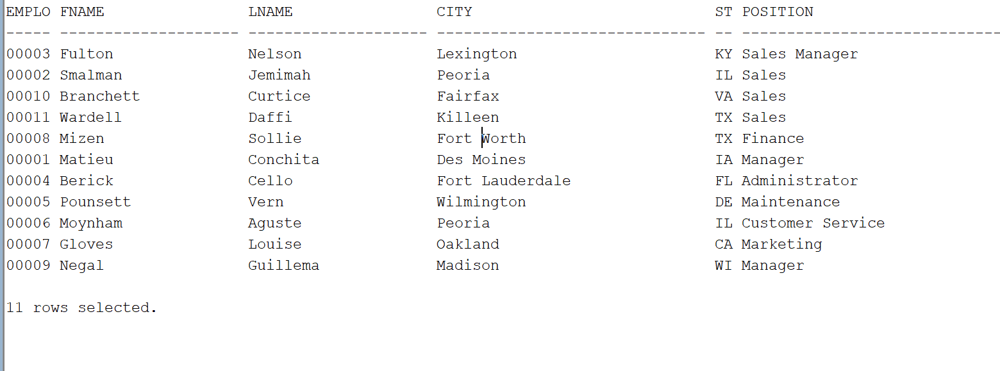 EMPLO FNAME                LNAME                CITY                           ST POSITION
----- -------------------- -------------------- ------------------------------ -- -----------------------------
00003 Fulton               Nelson               Lexington                      KY Sales Manager
00002 Smalman              Jemimah              Peoria                         IL Sales
00010 Branchett            Curtice              Fairfax                        VA Sales
00011 Wardell              Daffi                Killeen                        TX Sales
00008 Mizen                Sollie               Fort Worth                     TX Finance
00001 Matieu               Conchita             Des Moines                     IA Manager
00004 Berick               Cello                Fort Lauderdale                FL Administrator
00005 Pounsett             Vern                 Wilmington                     DE Maintenance
00006 Moynham              Aguste               Peoria                         IL Customer Service
00007 Gloves               Louise               Oakland                        CA Marketing
00009 Negal                Guillema             Madison                        WI Manager
11 rows selected.